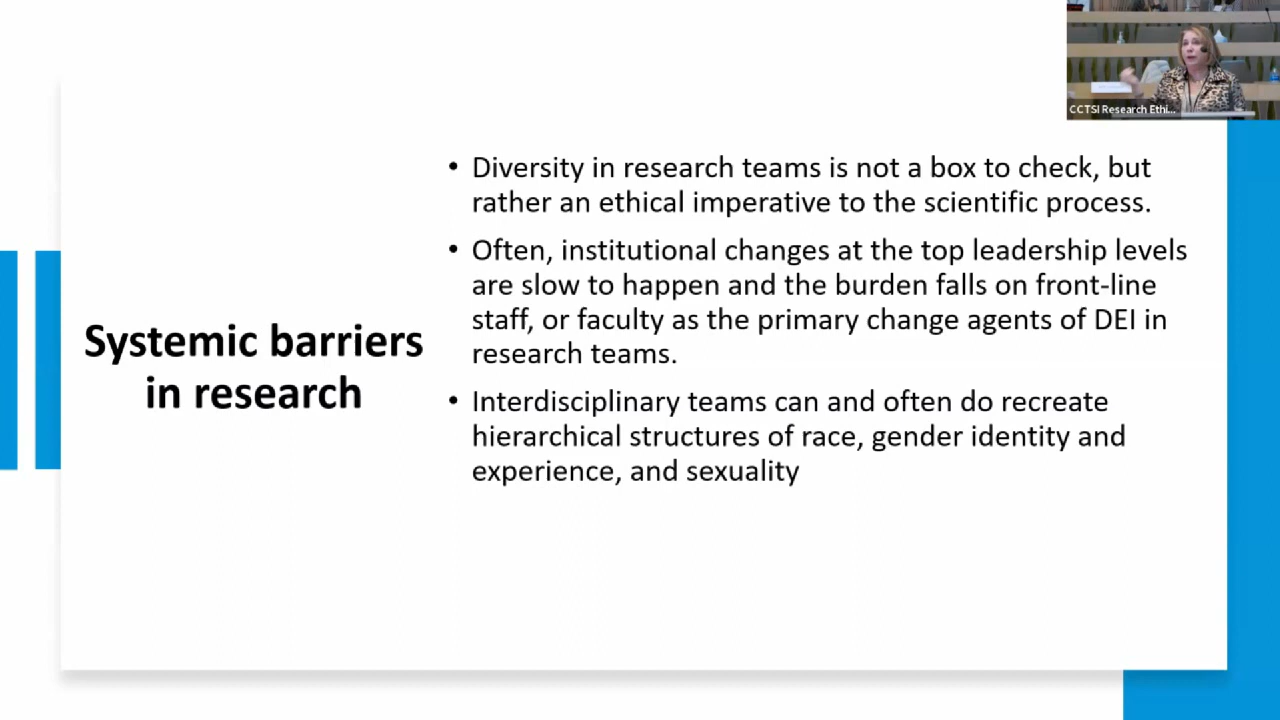 CCTSI Research Ethi...
Systemic barriers
in research
• Diversity in research teams is not a box to check, but
rather an ethical imperative to the scientific process.
• Often, institutional changes at the top leadership levels
are slow to happen and the burden falls on front-line
staff, or faculty as the primary change agents of DEI in
research teams.
• Interdisciplinary teams can and often do recreate
hierarchical structures of race, gender identity and
experience, and sexuality